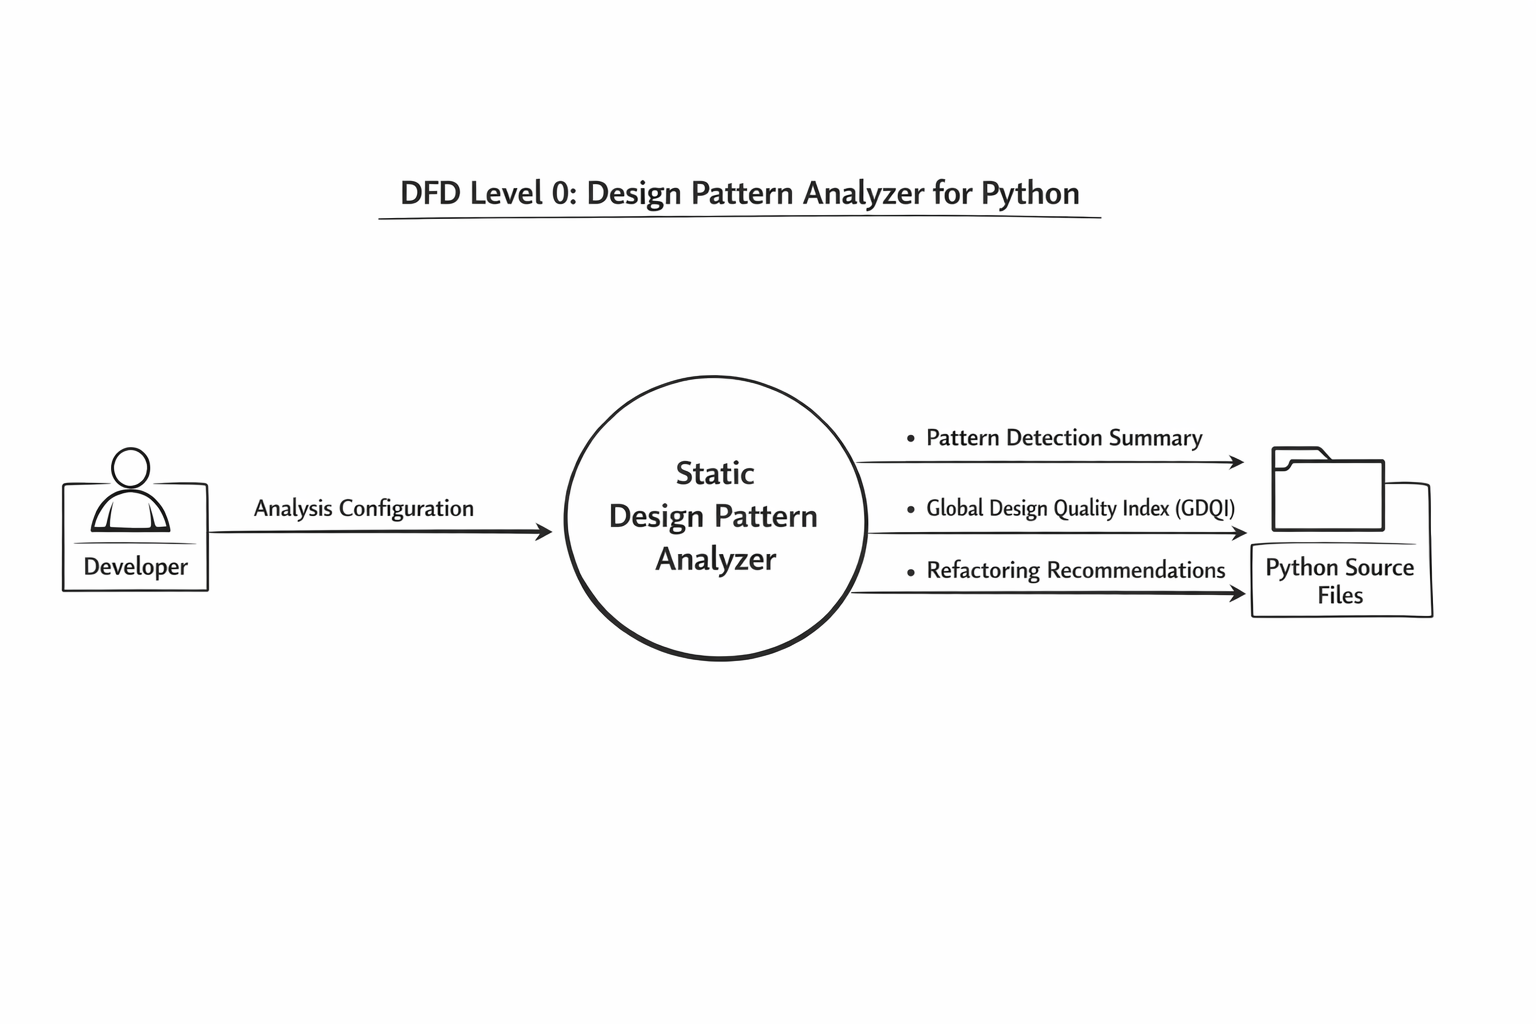 DFD Level 0: Design Pattern Analyzer for Python
Developer
Analysis Configuration
Static
Design Pattern
Analyzer
• Pattern Detection Summary
• Global Design Quality Index (GDQI)
• Refactoring Recommendations
Python Source
Files